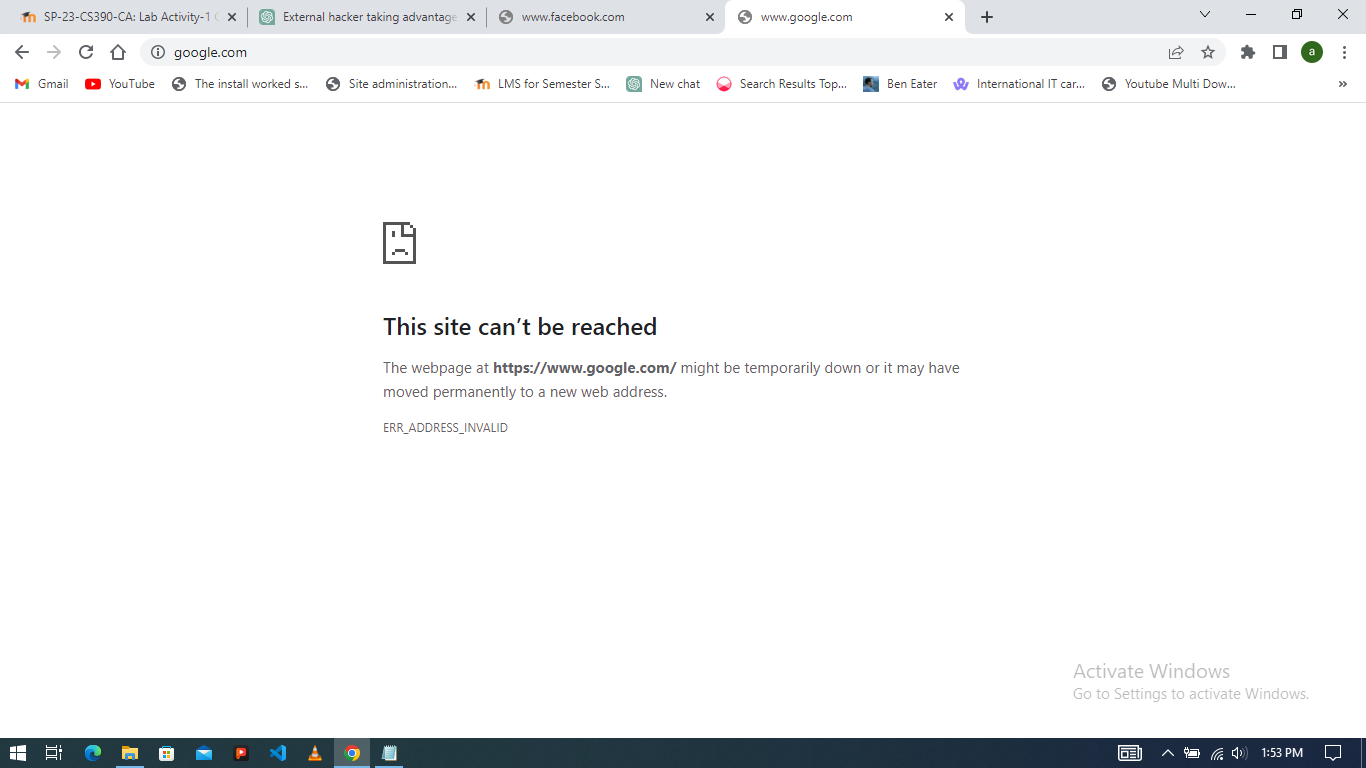 SP-23-CS390-CA: Lab Activity-1
External hacker taking advantage
www.facebook.com
www.google.com
google.com
a
Gmail
YouTube
The install worked s...
Site administration...
LMS for Semester S...
New chat
Search Results Top...
Ben Eater
International IT car...
Youtube Multi Dow...
»
This site can't be reached
The webpage at https://www.google.com/ might be temporarily down or it may have
moved permanently to a new web address.
ERR_ADDRESS_INVALID
Activate Windows
Go to Settings to activate Windows.
1:53 PM